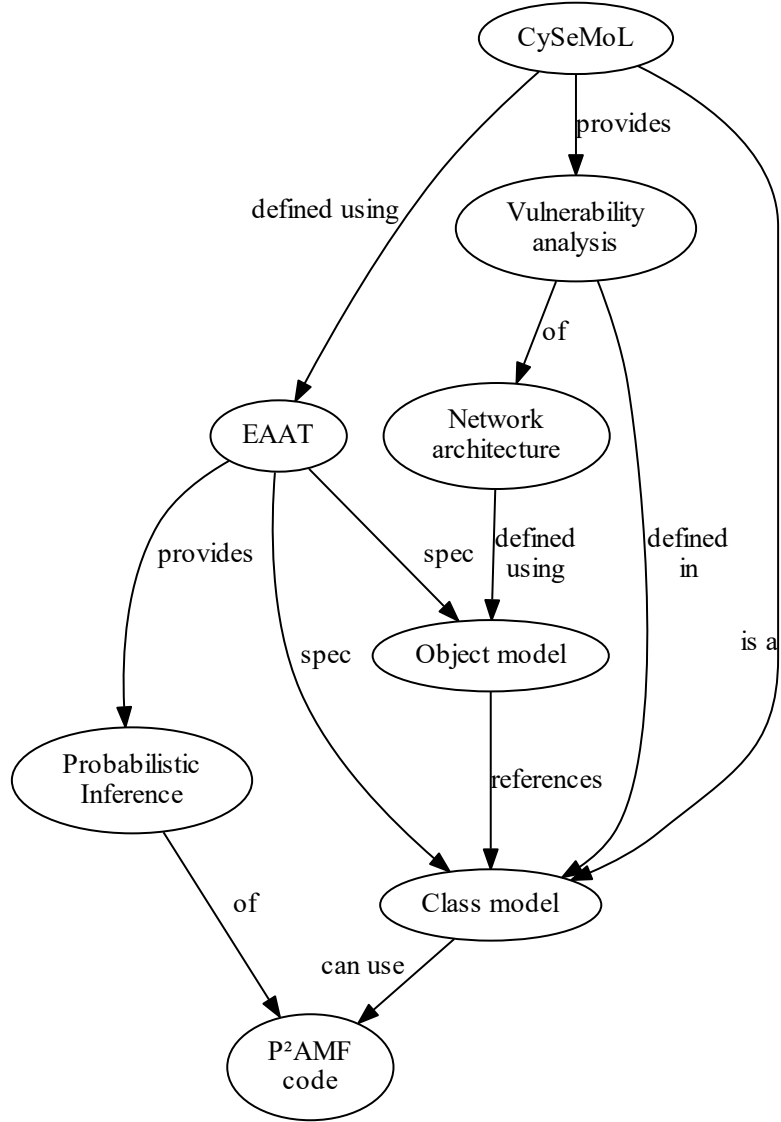 CySeMoL
provides
defined using
Vulnerability
analysis
of
EAAT
Network
architecture
provides
spec
defined
using
defined
in
spec
Object model
is a
Probabilistic
Inference
references
of
Class model
can use
P²AMF
code